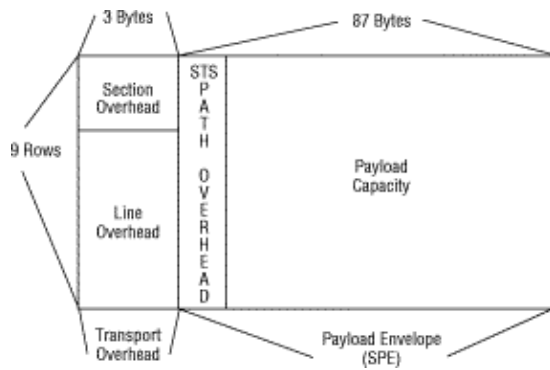 3 Bytes
87 Bytes
Section
Overhead
STS
P
A
T
H
O
V
E
R
H
E
A
D
9 Rows
Payload
Capacity
Line
Overhead
Transport
Overhead
Payload Envelope
(SPE)